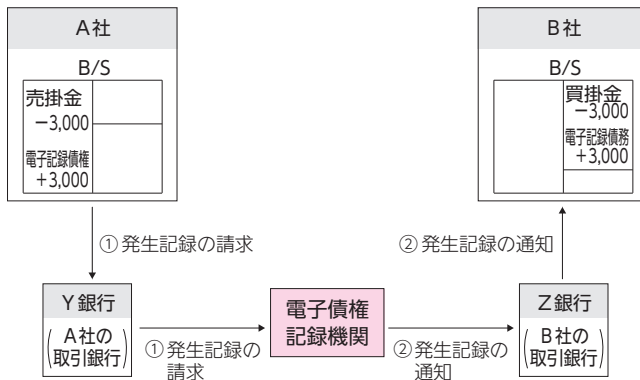 A社
B/S
売掛金
−3,000
電子記録債権
+3,000
B社
B/S
買掛金
−3,000
電子記録債務
+3,000
①発生記録の請求
②発生記録の通知
Y銀行
(A社の
取引銀行)
①発生記録の
請求
電子債権
記録機関
②発生記録の
通知
Z銀行
(B社の
取引銀行)